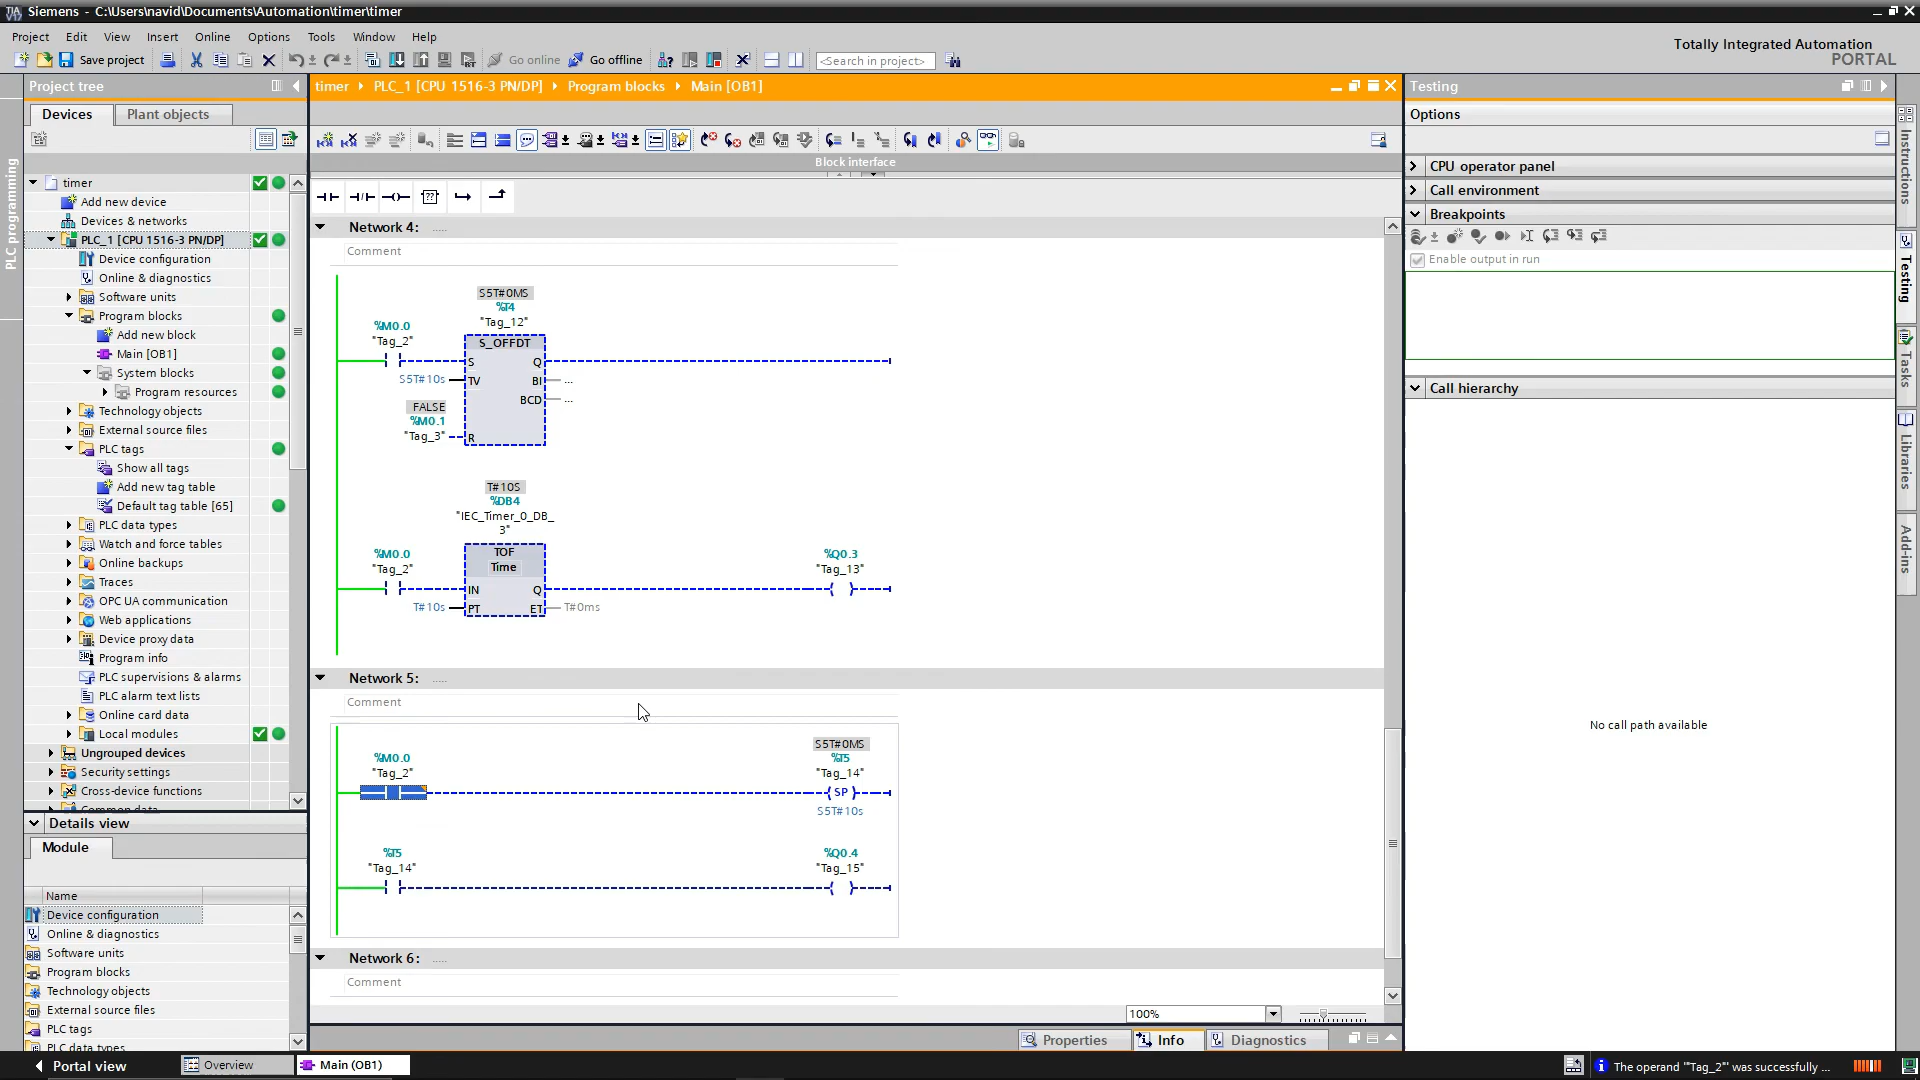 Siemens - C:\Users\navid\Documents\Automation\timer\timer
Project Edit View Insert Online Options Tools Window Help
Totally Integrated Automation
PORTAL
Save project
Go online
Go offline
<Search in project>
Project tree
timer
PLC_1 [CPU 1516-3 PN/DP]
Program blocks
Main [OB1]
Testing
Devices
Plant objects
Options
Block interface
CPU operator panel
Call environment
Breakpoints
Enable output in run
Call hierarchy
No call path available
PLC programming
Instructions
Testing
Tasks
Libraries
Add-ins
timer
Add new device
Devices & networks
PLC_1 [CPU 1516-3 PN/DP]
Device configuration
Online & diagnostics
Software units
Program blocks
Add new block
Main [OB1]
System blocks
Program resources
Technology objects
External source files
PLC tags
Show all tags
Add new tag table
Default tag table [65]
PLC data types
Watch and force tables
Online backups
Traces
OPC UA communication
Web applications
Device proxy data
Program info
PLC supervisions & alarms
PLC alarm text lists
Online card data
Local modules
Ungrouped devices
Security settings
Cross-device functions
Common data
Details view
Module
Name
Device configuration
Online & diagnostics
Software units
Program blocks
Technology objects
External source files
PLC tags
PLC data types
Network 4: .....
Comment
S5T#0MS
%T4
"Tag_12"
%M0.0
"Tag_2"
S_OFFDT
S Q
S5T#10s TV BI ...
BCD ...
FALSE
%M0.1
"Tag_3" R
T#10S
%DB4
"IEC_Timer_0_DB_
3"
%M0.0
"Tag_2"
TOF
Time
%Q0.3
"Tag_13"
IN Q
T#10s PT ET T#0ms
Network 5: .....
Comment
S5T#0MS
%M0.0
"Tag_2"
%T5
"Tag_14"
SP
S5T#10s
%T5
"Tag_14"
%Q0.4
"Tag_15"
Network 6: .....
Comment
100%
Properties
Info
Diagnostics
Portal view
Overview
Main (OB1)
The operand '"Tag_2"' was successfully ...